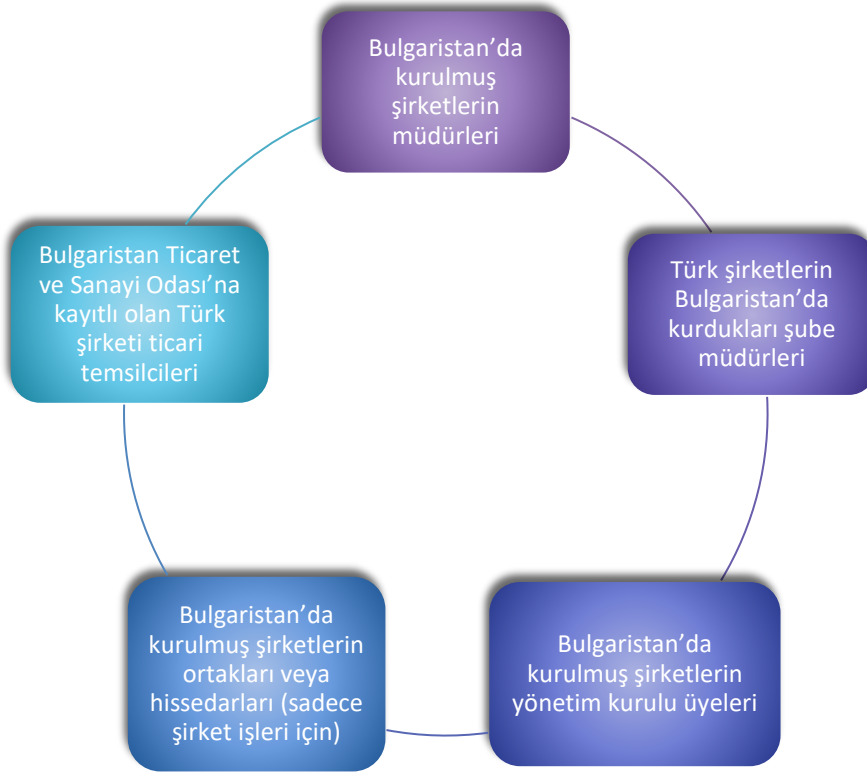 Bulgaristan’da
kurulmuş
şirketlerin
müdürleri
Türk şirketlerin
Bulgaristan’da
kurdukları şube
müdürleri
Bulgaristan’da
kurulmuş şirketlerin
yönetim kurulu üyeleri
Bulgaristan’da
kurulmuş şirketlerin
ortakları veya
hissedarları (sadece
şirket işleri için)
Bulgaristan Ticaret
ve Sanayi Odası’na
kayıtlı olan Türk
şirketi ticari
temsilcileri